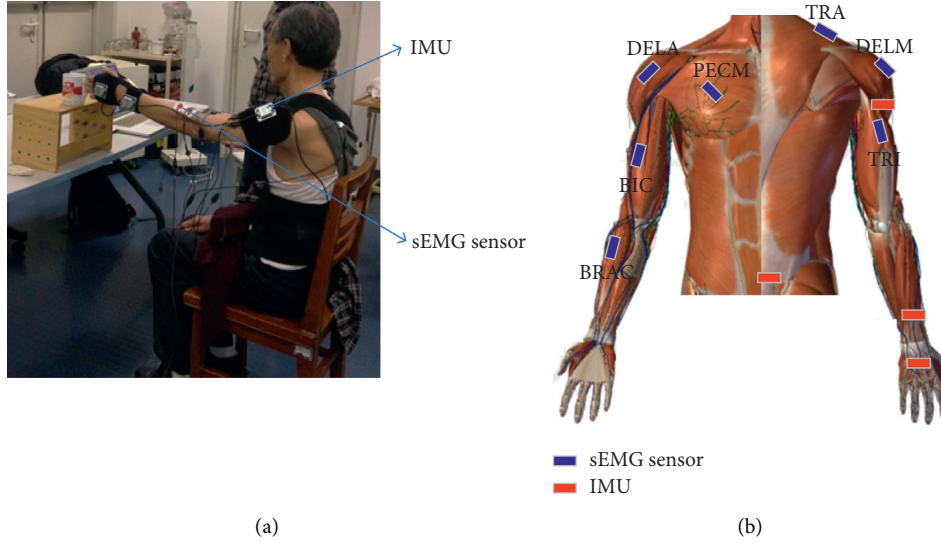 IMU
sEMG sensor
(a)
TRA
DELA
DELM
PECM
TRI
BIC
BRAC
sEMG sensor
IMU
(b)